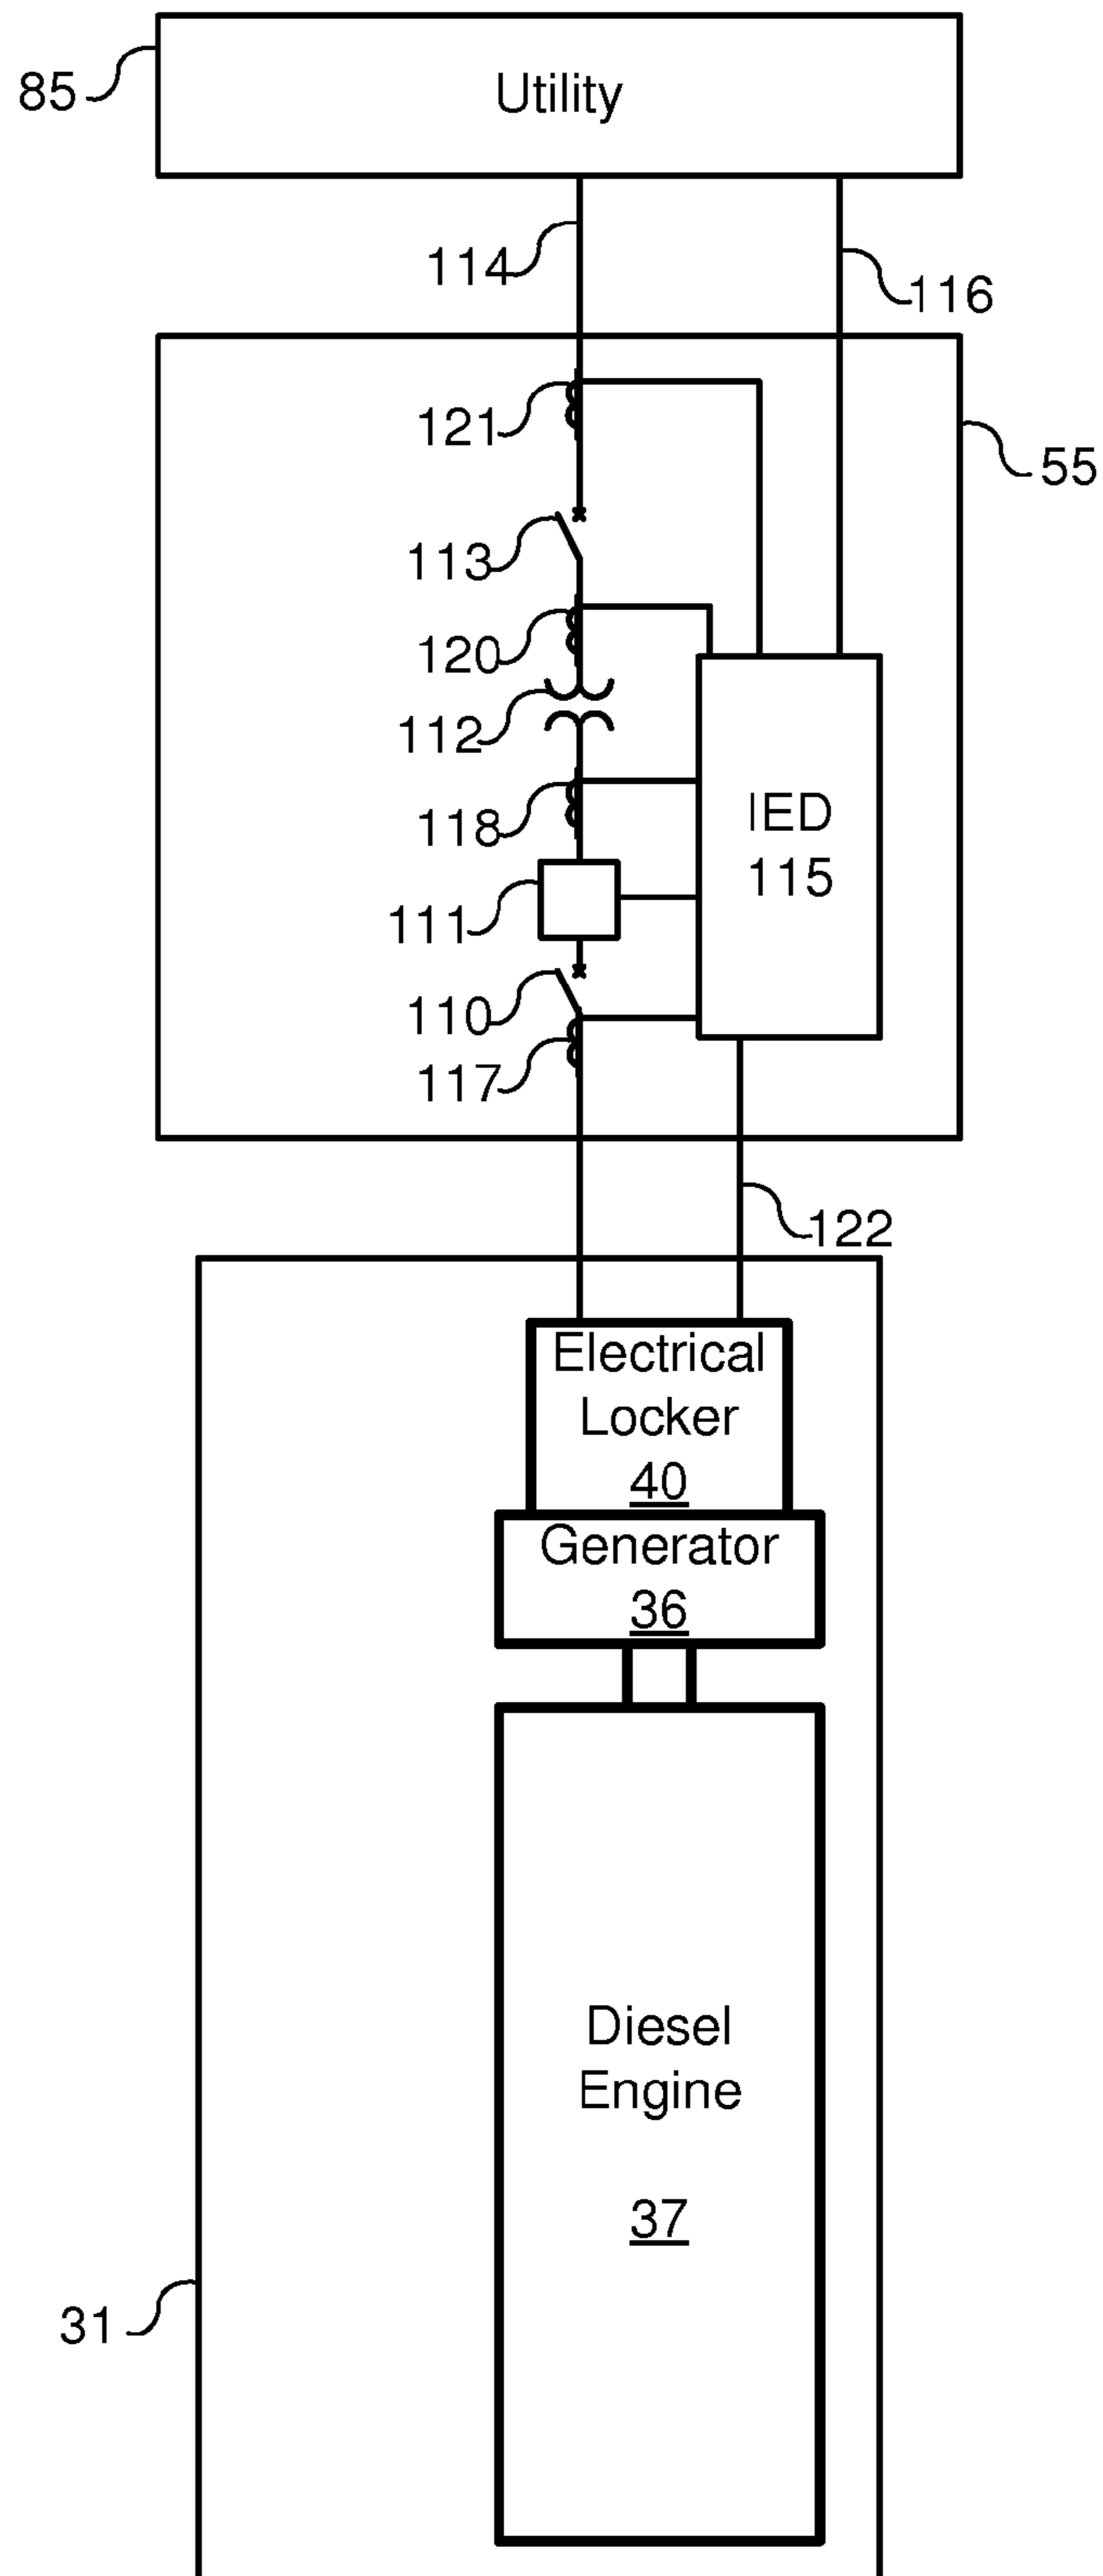 85
Utility
114
116
121
55
113
120
112
118
IED
115
111
110
117
122
Electrical
Locker
40
Generator
36
Diesel
Engine
37
31